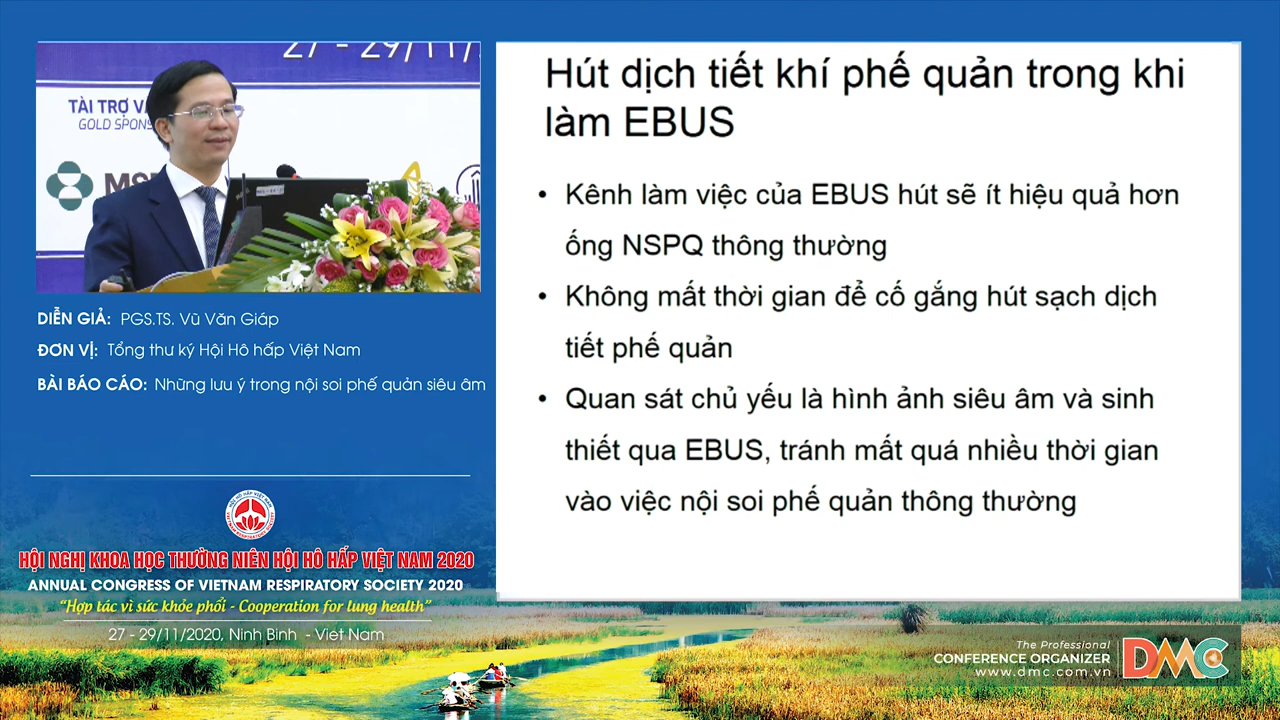 27 - 29/11/
TÀI TRỢ VÀ
GOLD SPONS
DIỄN GIẢ: PGS.TS. Vũ Văn Giáp
ĐƠN VỊ: Tổng thư ký Hội Hô hấp Việt Nam
BÀI BÁO CÁO: Những lưu ý trong nội soi phế quản siêu âm
HỘI NGHỊ KHOA HỌC THƯỜNG NIÊN HỘI HÔ HẤP VIỆT NAM 2020
ANNUAL CONGRESS OF VIETNAM RESPIRATORY SOCIETY 2020
“Hợp tác vì sức khỏe phổi - Cooperation for lung health”
27 - 29/11/2020, Ninh Bình - Viet Nam
Hút dịch tiết khí phế quản trong khi
làm EBUS
• Kênh làm việc của EBUS hút sẽ ít hiệu quả hơn
ống NSPQ thông thường
• Không mất thời gian để cố gắng hút sạch dịch
tiết phế quản
• Quan sát chủ yếu là hình ảnh siêu âm và sinh
thiết qua EBUS, tránh mất quá nhiều thời gian
vào việc nội soi phế quản thông thường
The Professional
CONFERENCE ORGANIZER
www.dmc.com.vn
DMC